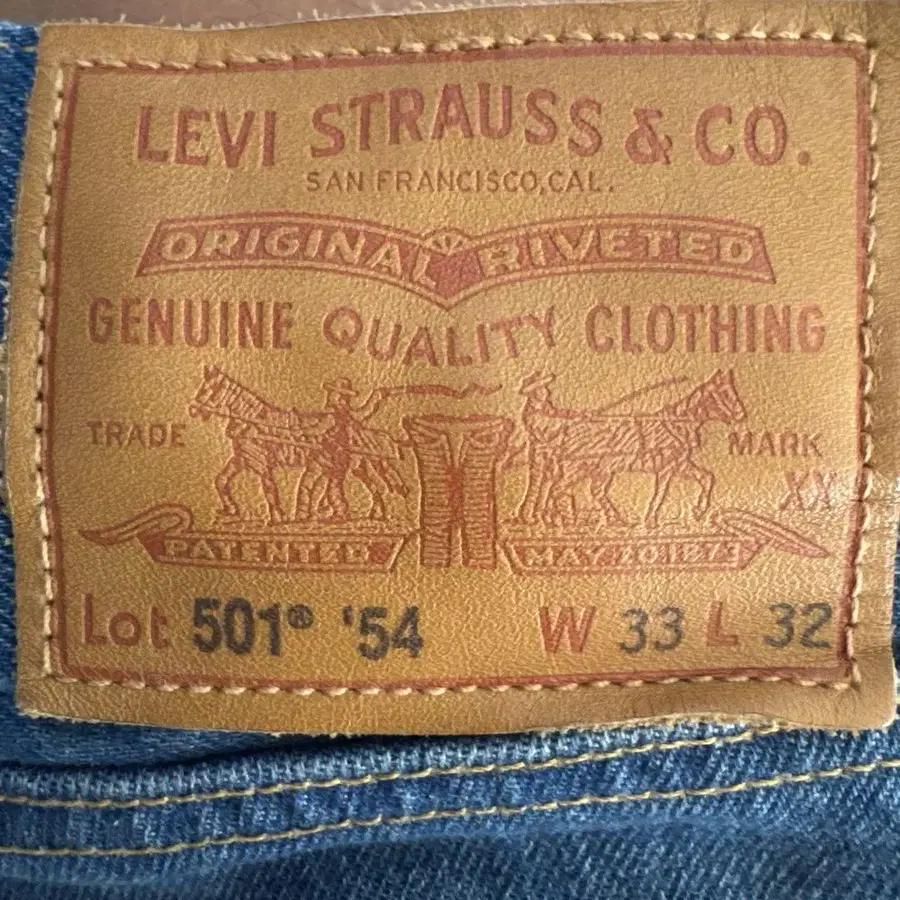 LEVI STRAUSS & CO.
SAN FRANCISCO, CAL.
ORIGINAL RIVETED
GENUINE QUALITY CLOTHING
TRADE MARK
XX
PATENTED MAY 20 1873
Lot 501® '54 W 33 L 32